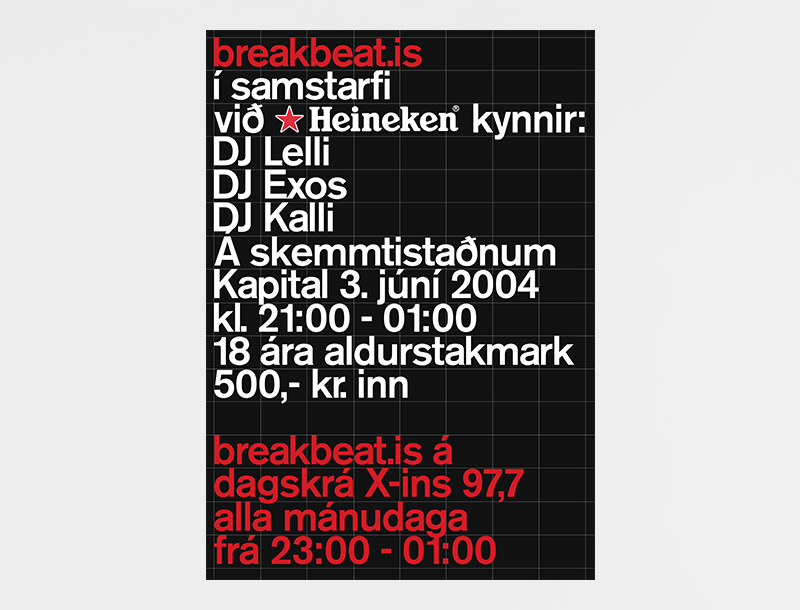 breakbeat.is
í samstarfi
við Heineken® kynnir:
DJ Lelli
DJ Exos
DJ Kalli
Á skemmtistaðnum
Kapital 3. júní 2004
kl. 21:00 - 01:00
18 ára aldurstakmark
500,- kr. inn
breakbeat.is á
dagskrá X-ins 97,7
alla mánudaga
frá 23:00 - 01:00